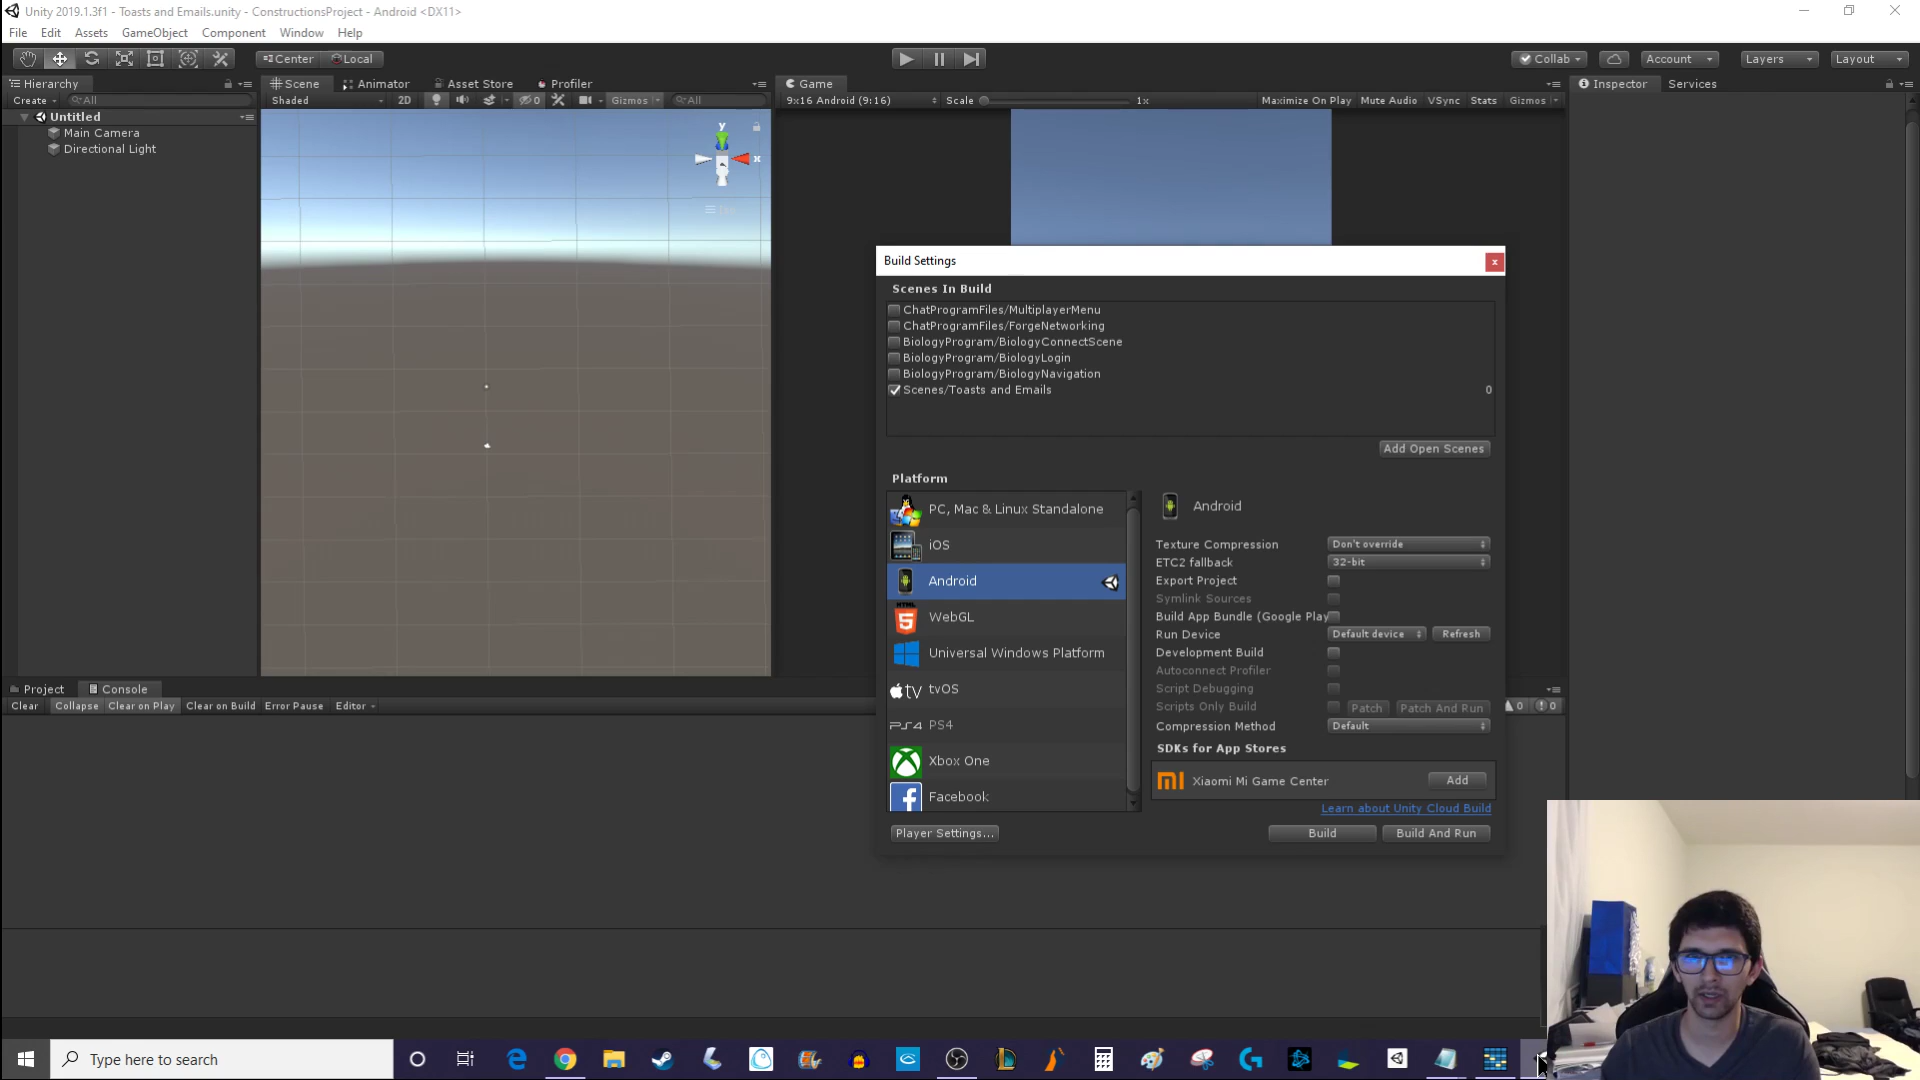 Unity 2019.1.3f1 - Toasts and Emails.unity - ConstructionsProject - Android <DX11>
File Edit Assets GameObject Component Window Help
Center Local
Collab Account Layers Layout
Hierarchy
Create All
Untitled
Main Camera
Directional Light
Scene Animator Asset Store Profiler
Shaded 2D 0 Gizmos All
y
x
Game
9:16 Android (9:16) Scale 1x Maximize On Play Mute Audio VSync Stats Gizmos
Inspector Services
Build Settings
x
Scenes In Build
ChatProgramFiles/MultiplayerMenu
ChatProgramFiles/ForgeNetworking
BiologyProgram/BiologyConnectScene
BiologyProgram/BiologyLogin
BiologyProgram/BiologyNavigation
Scenes/Toasts and Emails 0
Add Open Scenes
Platform
PC, Mac & Linux Standalone
iOS
Android
HTML 5 WebGL
Universal Windows Platform
tv tvOS
PS4 PS4
Xbox One
Facebook
Android
Texture Compression Don't override
ETC2 fallback 32-bit
Export Project
Symlink Sources
Build App Bundle (Google Play
Run Device Default device Refresh
Development Build
Autoconnect Profiler
Script Debugging
Scripts Only Build Patch Patch And Run
Compression Method Default
SDKs for App Stores
Xiaomi Mi Game Center Add
Learn about Unity Cloud Build
Player Settings... Build Build And Run
Project Console
Clear Collapse Clear on Play Clear on Build Error Pause Editor
0 0
Type here to search